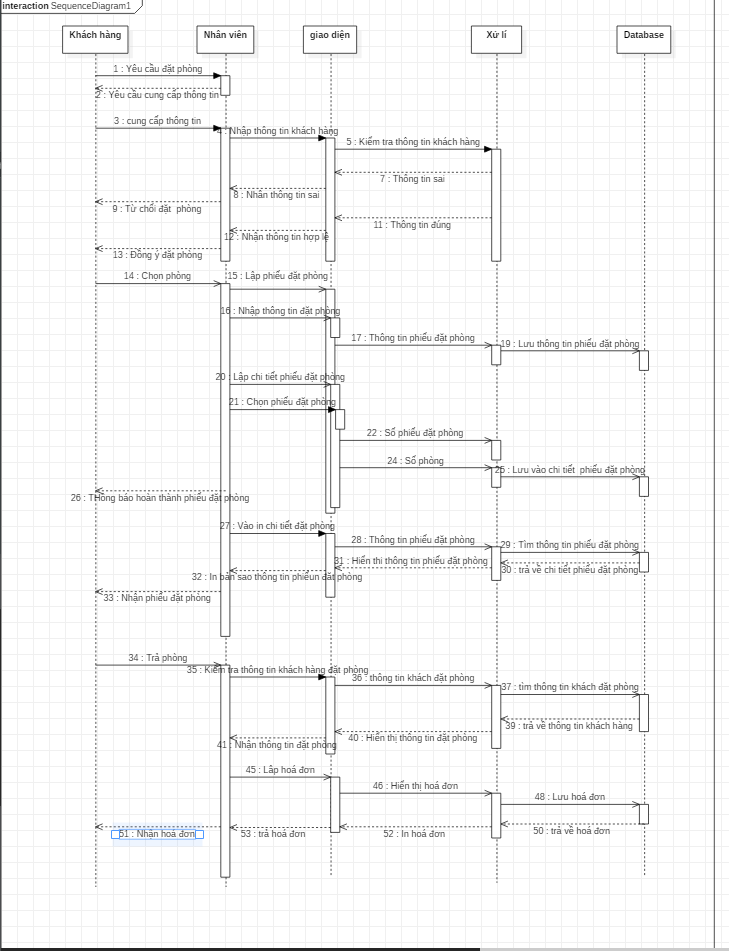 interaction SequenceDiagram1
Khách hàng
Nhân viên
giao diện
Xử lí
Database
1 : Yêu cầu đặt phòng
2 : Yêu cầu cung cấp thông tin
3 : cung cấp thông tin
4 : Nhập thông tin khách hàng
5 : Kiểm tra thông tin khách hàng
7 : Thông tin sai
8 : Nhân thông tin sai
9 : Từ chối đặt phòng
11 : Thông tin đúng
12 : Nhận thông tin hợp lệ
13 : Đồng ý đặt phòng
14 : Chọn phòng
15 : Lập phiếu đặt phòng
16 : Nhập thông tin đặt phòng
17 : Thông tin phiếu đặt phòng
19 : Lưu thông tin phiếu đặt phòng
20 : Lập chi tiết phiếu đặt phòng
21 : Chọn phiếu đặt phòng
22 : Số phiếu đặt phòng
24 : Số phòng
25 : Lưu vào chi tiết phiếu đặt phòng
26 : THông báo hoàn thành phiếu đặt phòng
27 : Vào in chi tiết đặt phòng
28 : Thông tin phiếu đặt phòng
29 : Tìm thông tin phiếu đặt phòng
31 : Hiển thi thông tin phiếu đặt phòng
30 : trả về chi tiết phiếu đặt phòng
32 : In bản sao thông tin phiếun đặt phòng
33 : Nhận phiếu đặt phòng
34 : Trả phòng
35 : Kiểm tra thông tin khách hàng đặt phòng
36 : thông tin khách đặt phòng
37 : tìm thông tin khách đặt phòng
39 : trả về thông tin khách hàng
40 : Hiển thị thông tin đặt phòng
41 : Nhận thông tin đặt phòng
45 : Lập hoá đơn
46 : Hiển thị hoá đơn
48 : Lưu hoá đơn
50 : trả về hoá đơn
51 : Nhận hoá đơn
53 : trả hoá đơn
52 : In hoá đơn